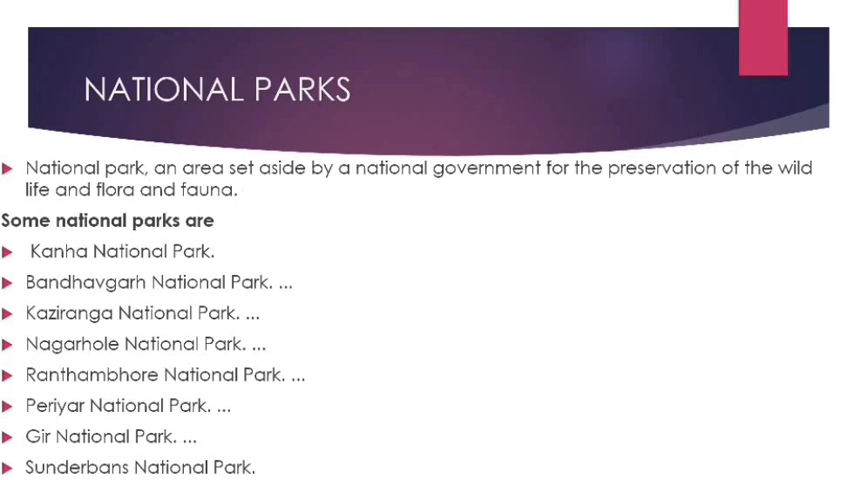 NATIONAL PARKS
National park, an area set aside by a national government for the preservation of the wild
life and flora and fauna.
Some national parks are
Kanha National Park.
Bandhavgarh National Park. ...
Kaziranga National Park. ...
Nagarhole National Park. ...
Ranthambhore National Park. ...
Periyar National Park. ...
Gir National Park. ...
Sunderbans National Park.